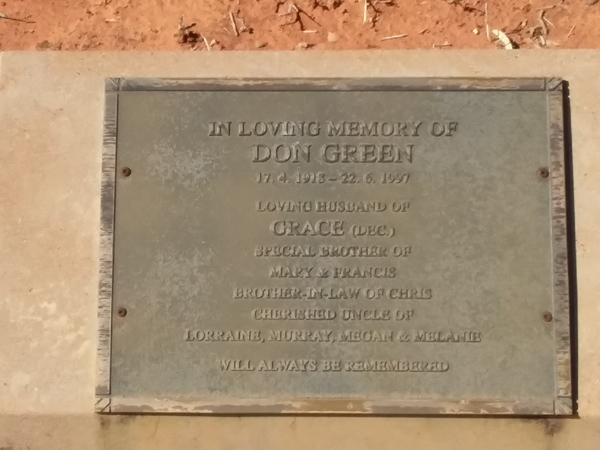 IN LOVING MEMORY OF
DON GREEN
17. 4. 1918 – 22. 6. 1997
LOVING HUSBAND OF
GRACE (DEC.)
SPECIAL BROTHER OF
MARY & FRANCIS
BROTHER-IN-LAW OF CHRIS
CHERISHED UNCLE OF
LORRAINE, MURRAY, MEGAN & MELANIE
WILL ALWAYS BE REMEMBERED